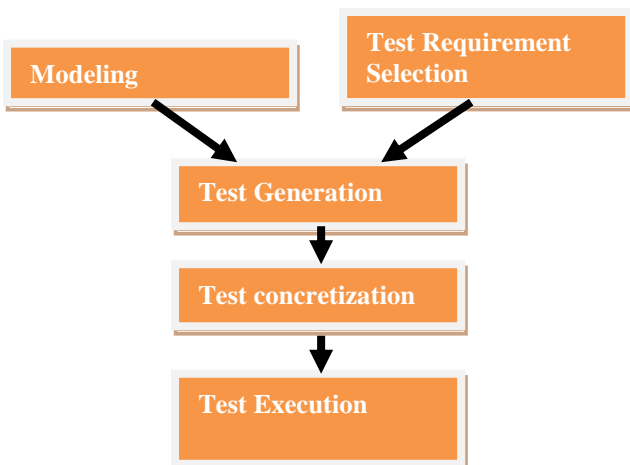 Modeling
Test Requirement
Selection
Test Generation
Test concretization
Test Execution